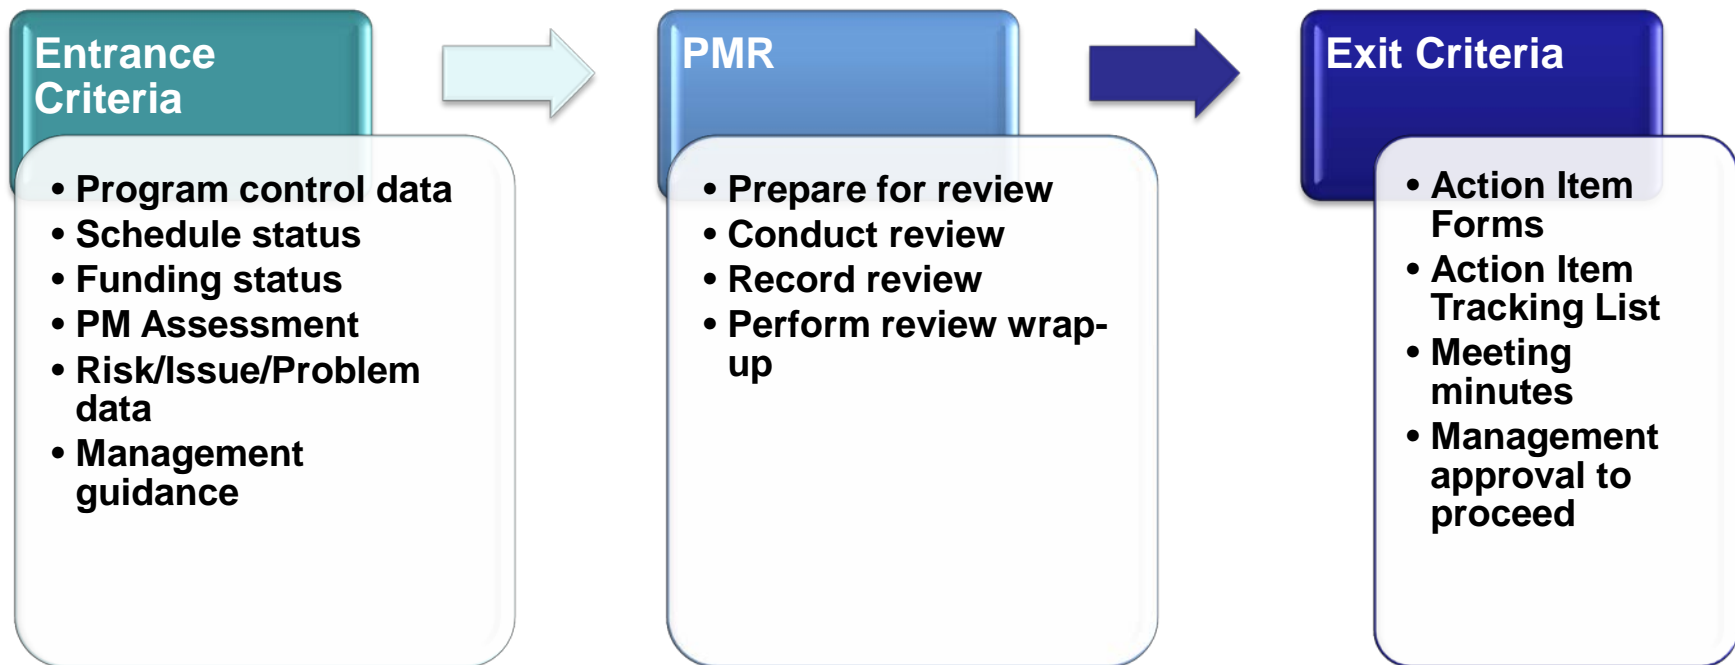 Entrance
Criteria
• Program control data
• Schedule status
• Funding status
• PM Assessment
• Risk/Issue/Problem
data
• Management
guidance
PMR
• Prepare for review
• Conduct review
• Record review
• Perform review wrap-
up
Exit Criteria
• Action Item
Forms
• Action Item
Tracking List
• Meeting
minutes
• Management
approval to
proceed